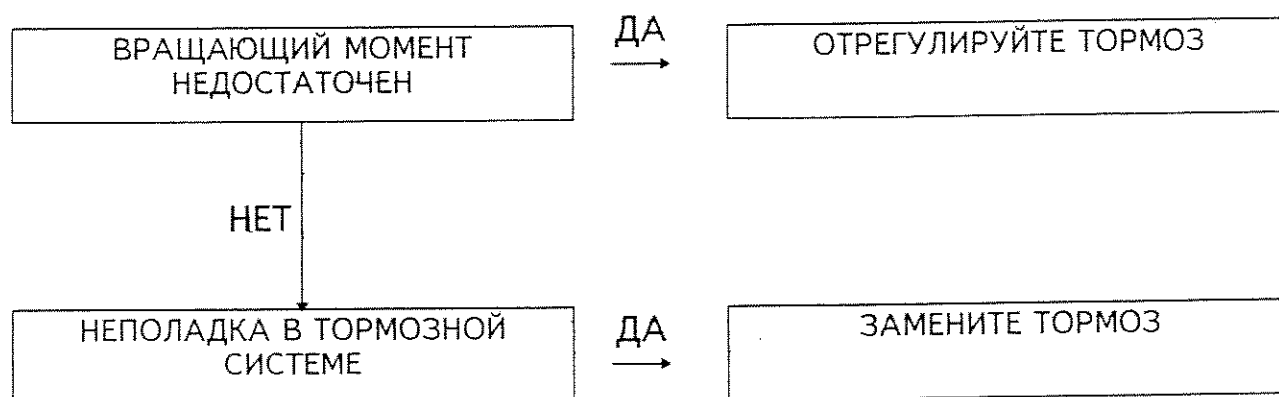 ВРАЩАЮЩИЙ МОМЕНТ
НЕДОСТАТОЧЕН
ДА
ОТРЕГУЛИРУЙТЕ ТОРМОЗ
НЕТ
НЕПОЛАДКА В ТОРМОЗНОЙ
СИСТЕМЕ
ДА
ЗАМЕНИТЕ ТОРМОЗ